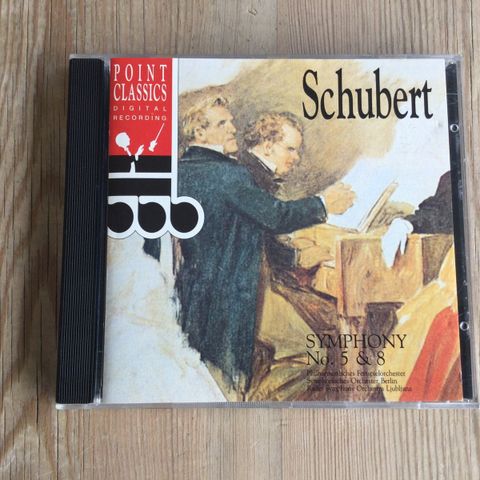 POINT
CLASSICS
DIGITAL
RECORDING
Schubert
SYMPHONY
No. 5 & 8
Philharmonisches Festspielorchester
Symphonisches Orchester Berlin
Radio Symphony Orchestra Ljubljana